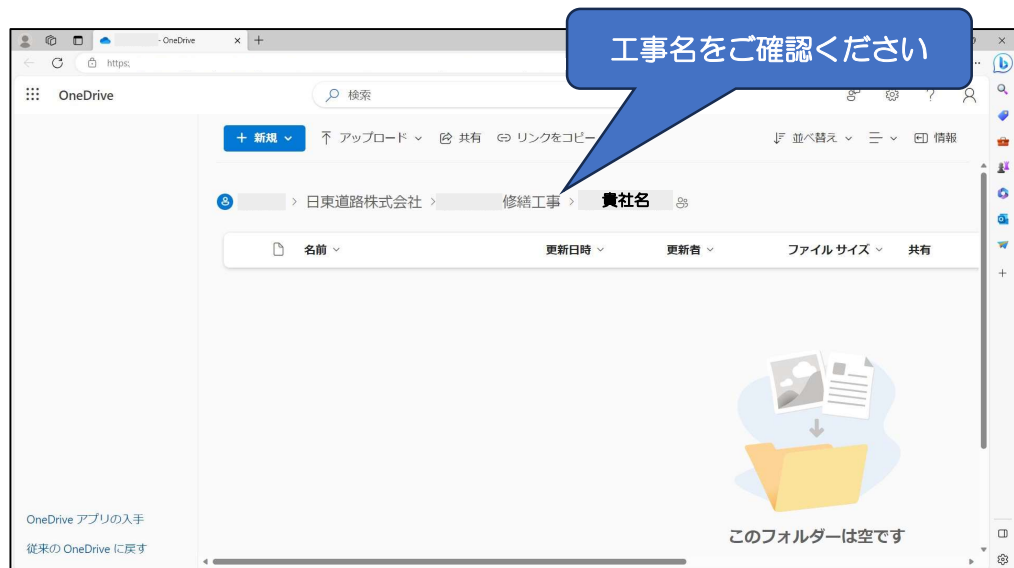 工事名をご確認ください
- OneDrive
https;
OneDrive
検索
+ 新規
アップロード
共有
リンクをコピー
並べ替え
情報
日東道路株式会社 > 修繕工事 > 貴社名
名前
更新日時
更新者
ファイル サイズ
共有
このフォルダーは空です
OneDrive アプリの入手
従来の OneDrive に戻す